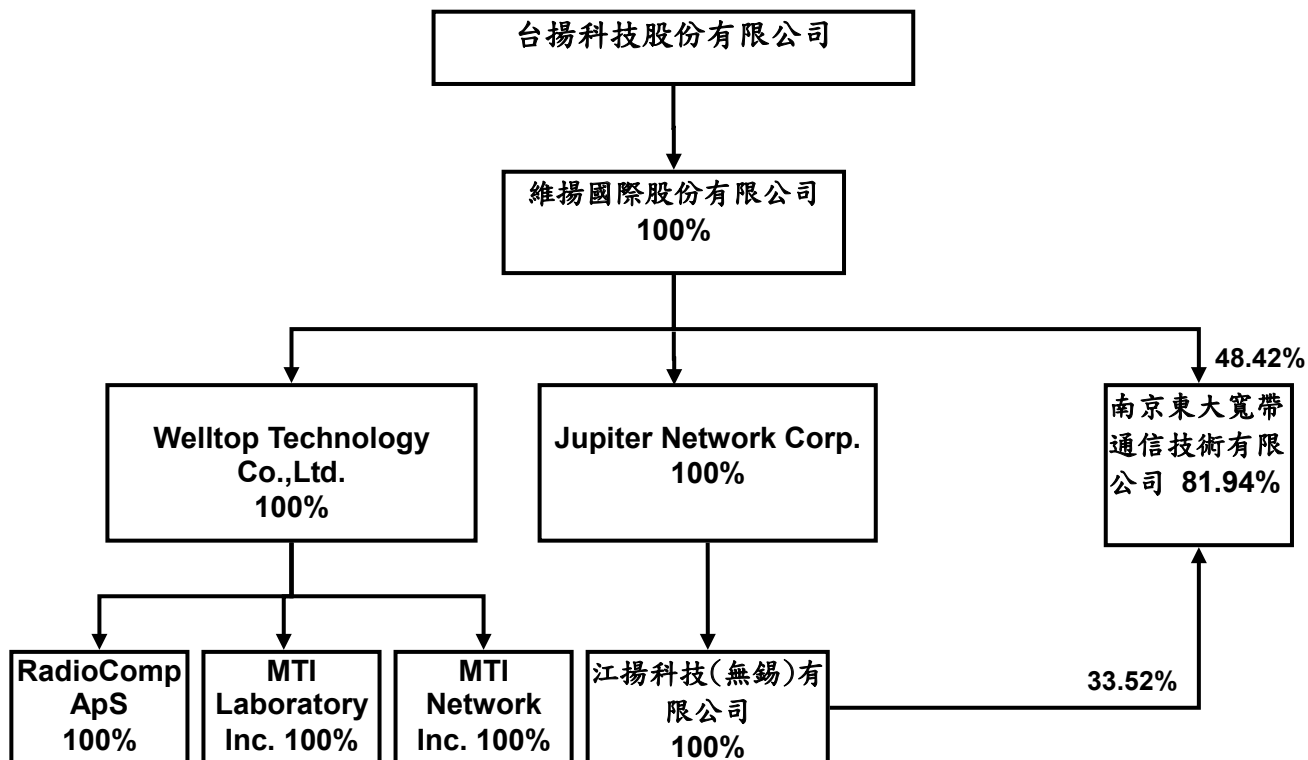 台揚科技股份有限公司
維揚國際股份有限公司
100%
48.42%
Welltop Technology
Co.,Ltd.
100%
Jupiter Network Corp.
100%
南京東大寬帶
通信技術有限
公司 81.94%
RadioComp
ApS
100%
MTI
Laboratory
Inc. 100%
MTI
Network
Inc. 100%
江揚科技(無錫)有
限公司
100%
33.52%